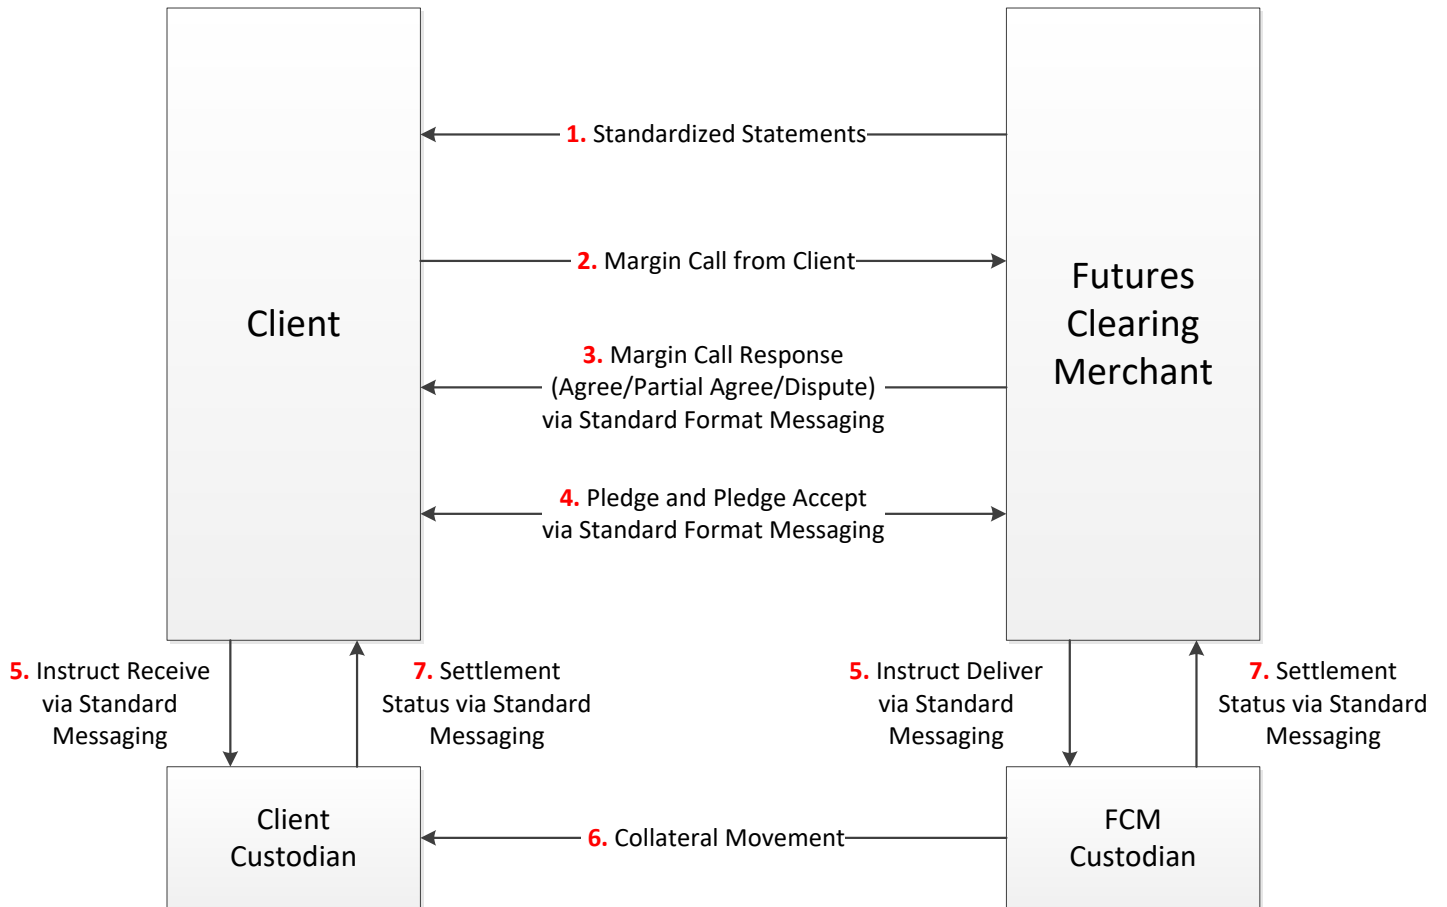 1. Standardized Statements
2. Margin Call from Client
Client
Futures
Clearing
Merchant
3. Margin Call Response
(Agree/Partial Agree/Dispute)
via Standard Format Messaging
4. Pledge and Pledge Accept
via Standard Format Messaging
5. Instruct Receive
via Standard
Messaging
7. Settlement
Status via Standard
Messaging
5. Instruct Deliver
via Standard
Messaging
7. Settlement
Status via Standard
Messaging
Client
Custodian
6. Collateral Movement
FCM
Custodian